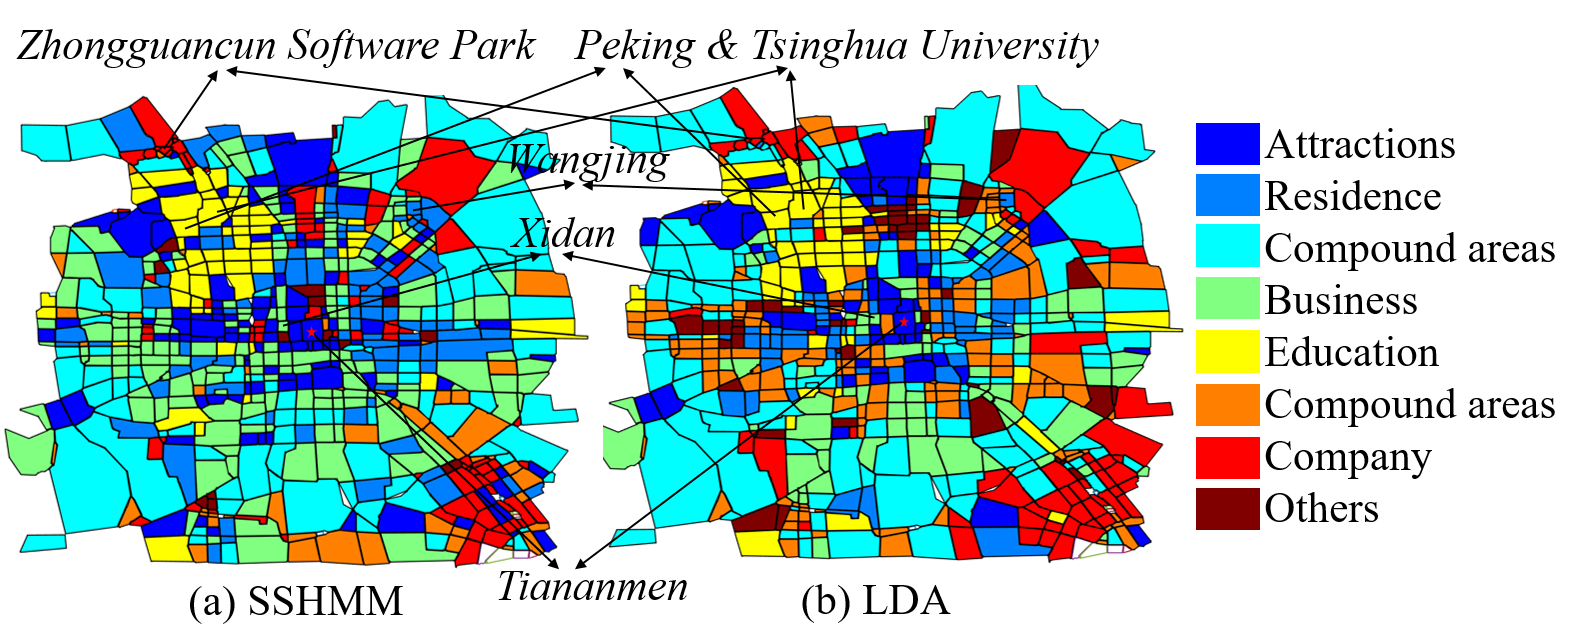 Zhongguancun Software Park
Peking & Tsinghua University
Wangjing
Xidan
Tiananmen
(a) SSHMM
(b) LDA
Attractions
Residence
Compound areas
Business
Education
Compound areas
Company
Others